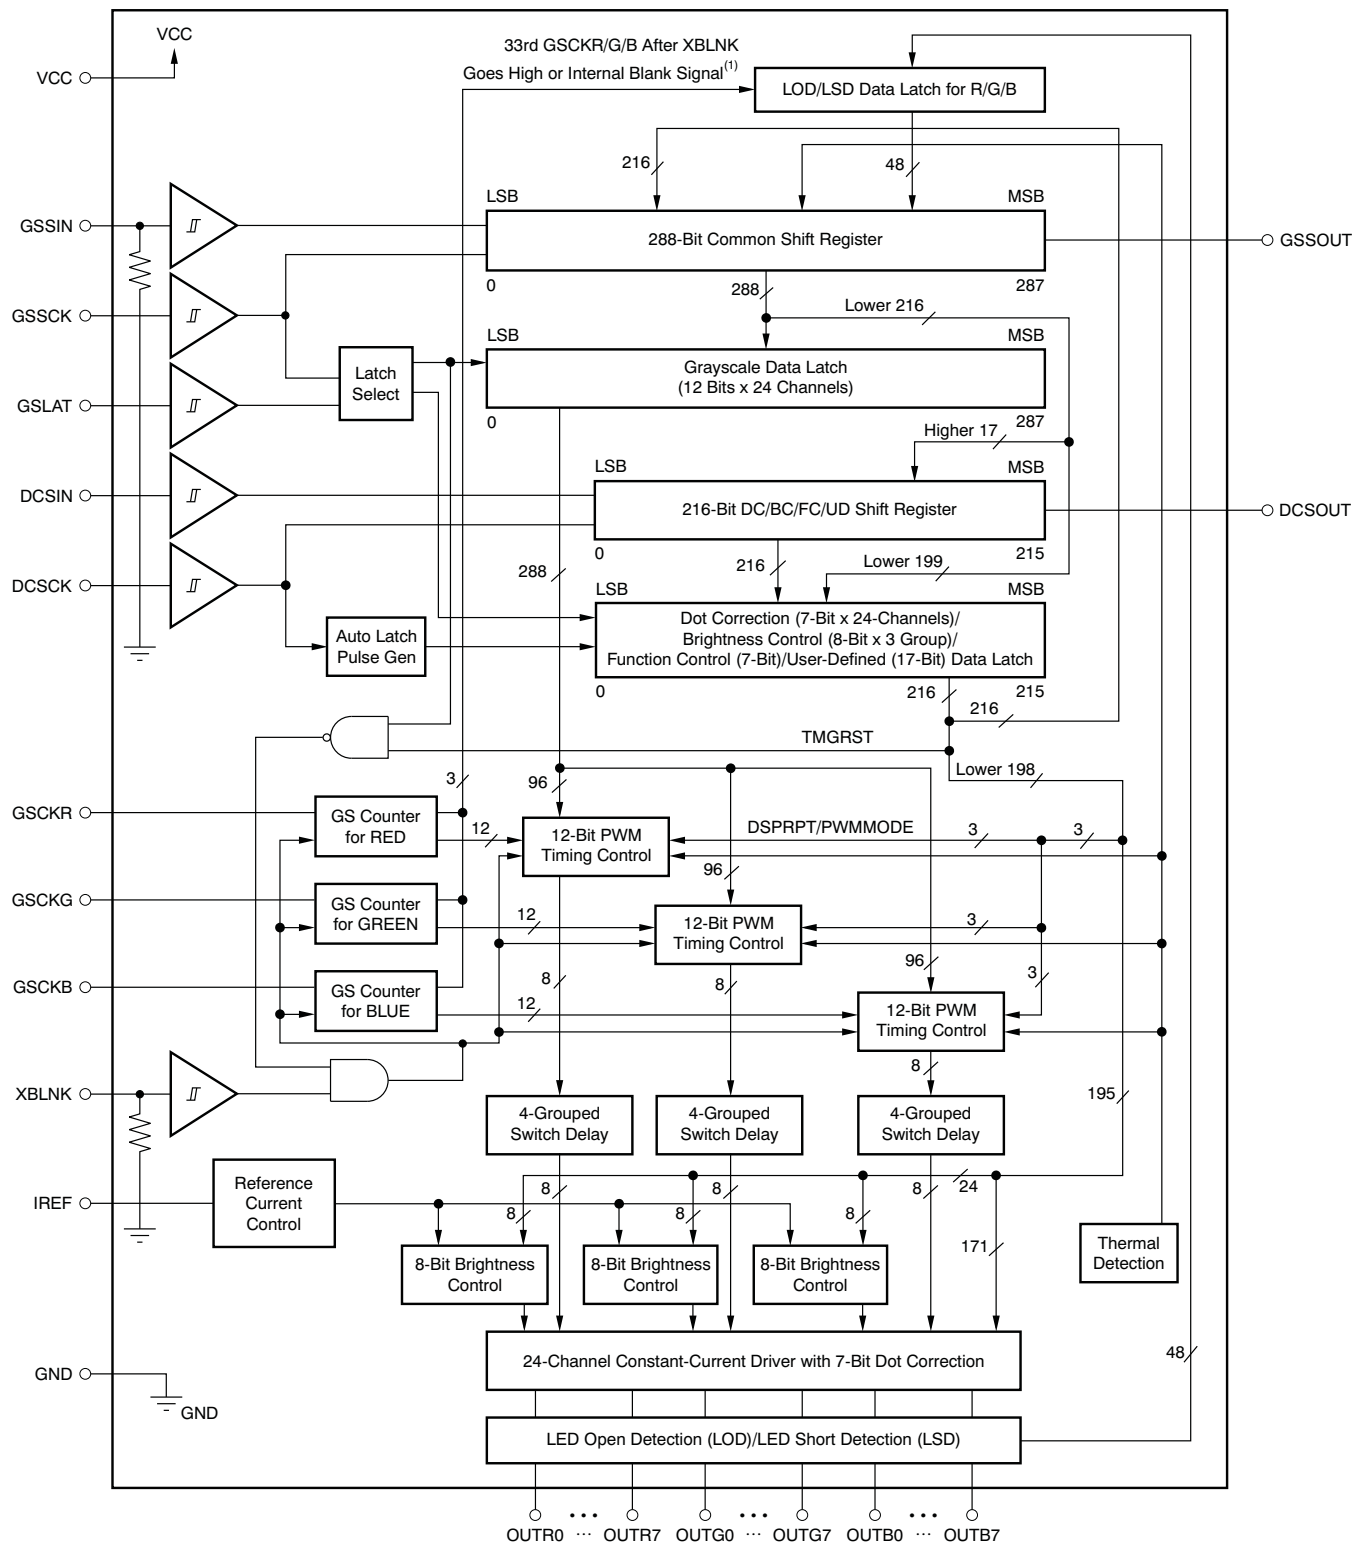 VCC
33rd GSCKR/G/B After XBLNK
VCC
Goes High or Internal Blank Signal(1)
LOD/LSD Data Latch for R/G/B
216
48
LSB
MSB
GSSIN
288-Bit Common Shift Register
GSSOUT
0
287
288
Lower 216
GSSCK
LSB
MSB
Latch
Select
Grayscale Data Latch
(12 Bits x 24 Channels)
GSLAT
0
287
Higher 17
LSB
MSB
DCSIN
216-Bit DC/BC/FC/UD Shift Register
DCSOUT
0
215
288
216
Lower 199
DCSCK
LSB
MSB
Auto Latch
Pulse Gen
Dot Correction (7-Bit x 24-Channels)/
Brightness Control (8-Bit x 3 Group)/
Function Control (7-Bit)/User-Defined (17-Bit) Data Latch
0
216
215
216
TMGRST
3
96
Lower 198
GSCKR
GS Counter
for RED
12
12-Bit PWM
Timing Control
DSPRPT/PWMMODE
3
3
96
GSCKG
GS Counter
for GREEN
12
12-Bit PWM
Timing Control
3
8
8
96
3
GSCKB
GS Counter
for BLUE
12
12-Bit PWM
Timing Control
8
XBLNK
4-Grouped
Switch Delay
4-Grouped
Switch Delay
4-Grouped
Switch Delay
195
IREF
Reference
Current
Control
8
8
8
24
8
8
8
8-Bit Brightness
Control
8-Bit Brightness
Control
8-Bit Brightness
Control
171
Thermal
Detection
24-Channel Constant-Current Driver with 7-Bit Dot Correction
48
GND
GND
LED Open Detection (LOD)/LED Short Detection (LSD)
OUTR0 ... OUTR7 OUTG0 ... OUTG7 OUTB0 ... OUTB7